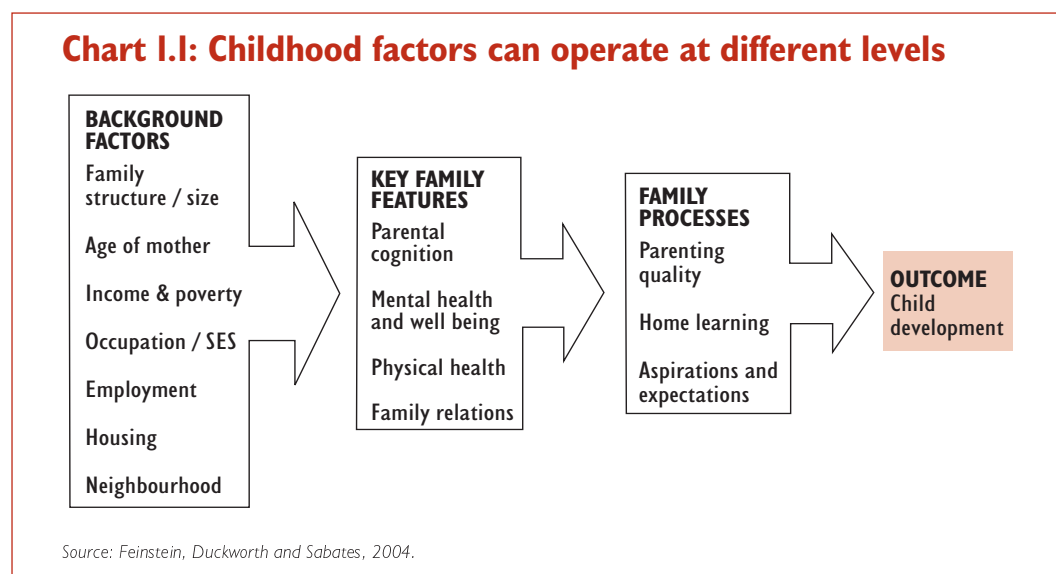 Chart 1.1: Childhood factors can operate at different levels
BACKGROUND
FACTORS
Family
structure / size
Age of mother
Income & poverty
Occupation / SES
Employment
Housing
Neighbourhood
KEY FAMILY
FEATURES
Parental
cognition
Mental health
and well being
Physical health
Family relations
FAMILY
PROCESSES
Parenting
quality
Home learning
Aspirations and
expectations
OUTCOME
Child
development
Source: Feinstein, Duckworth and Sabates, 2004.